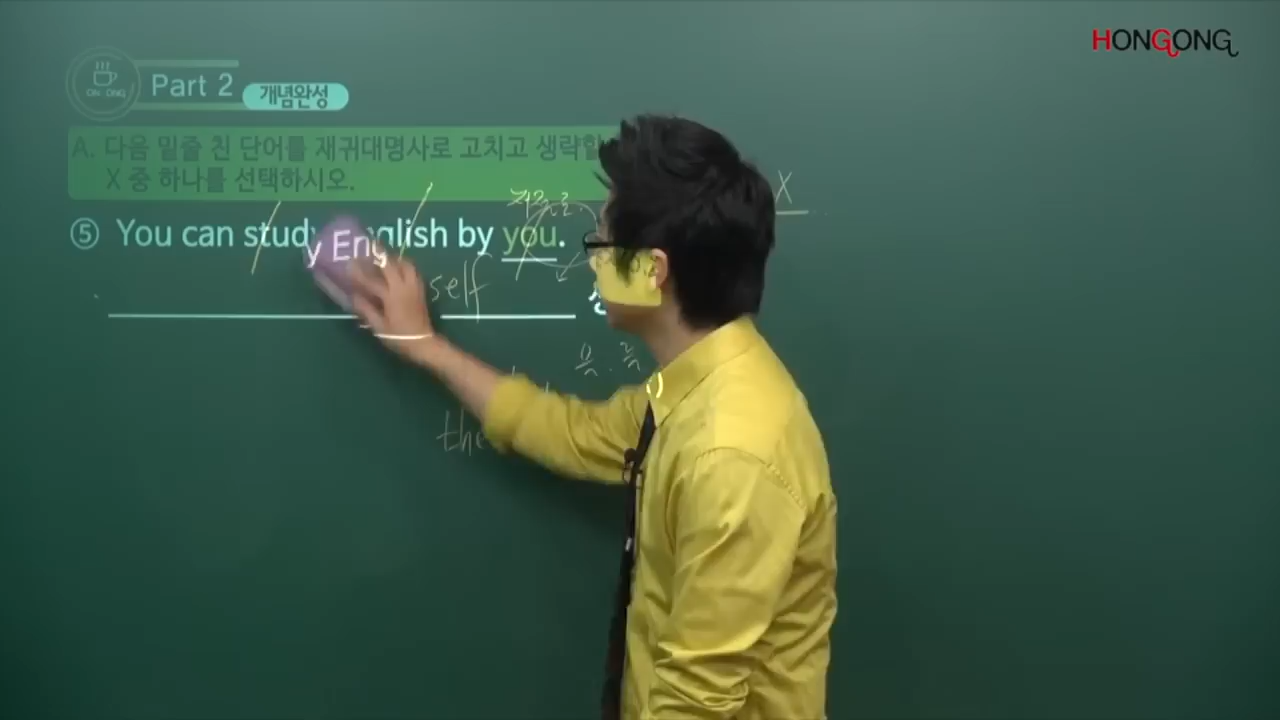 HONGONG
Part 2 개념완성
A. 다음 밑줄 친 단어를 재귀대명사로 고치고 생략할
X 중 하나를 선택하시오.
X
⑤ You can study English by you.
self
the